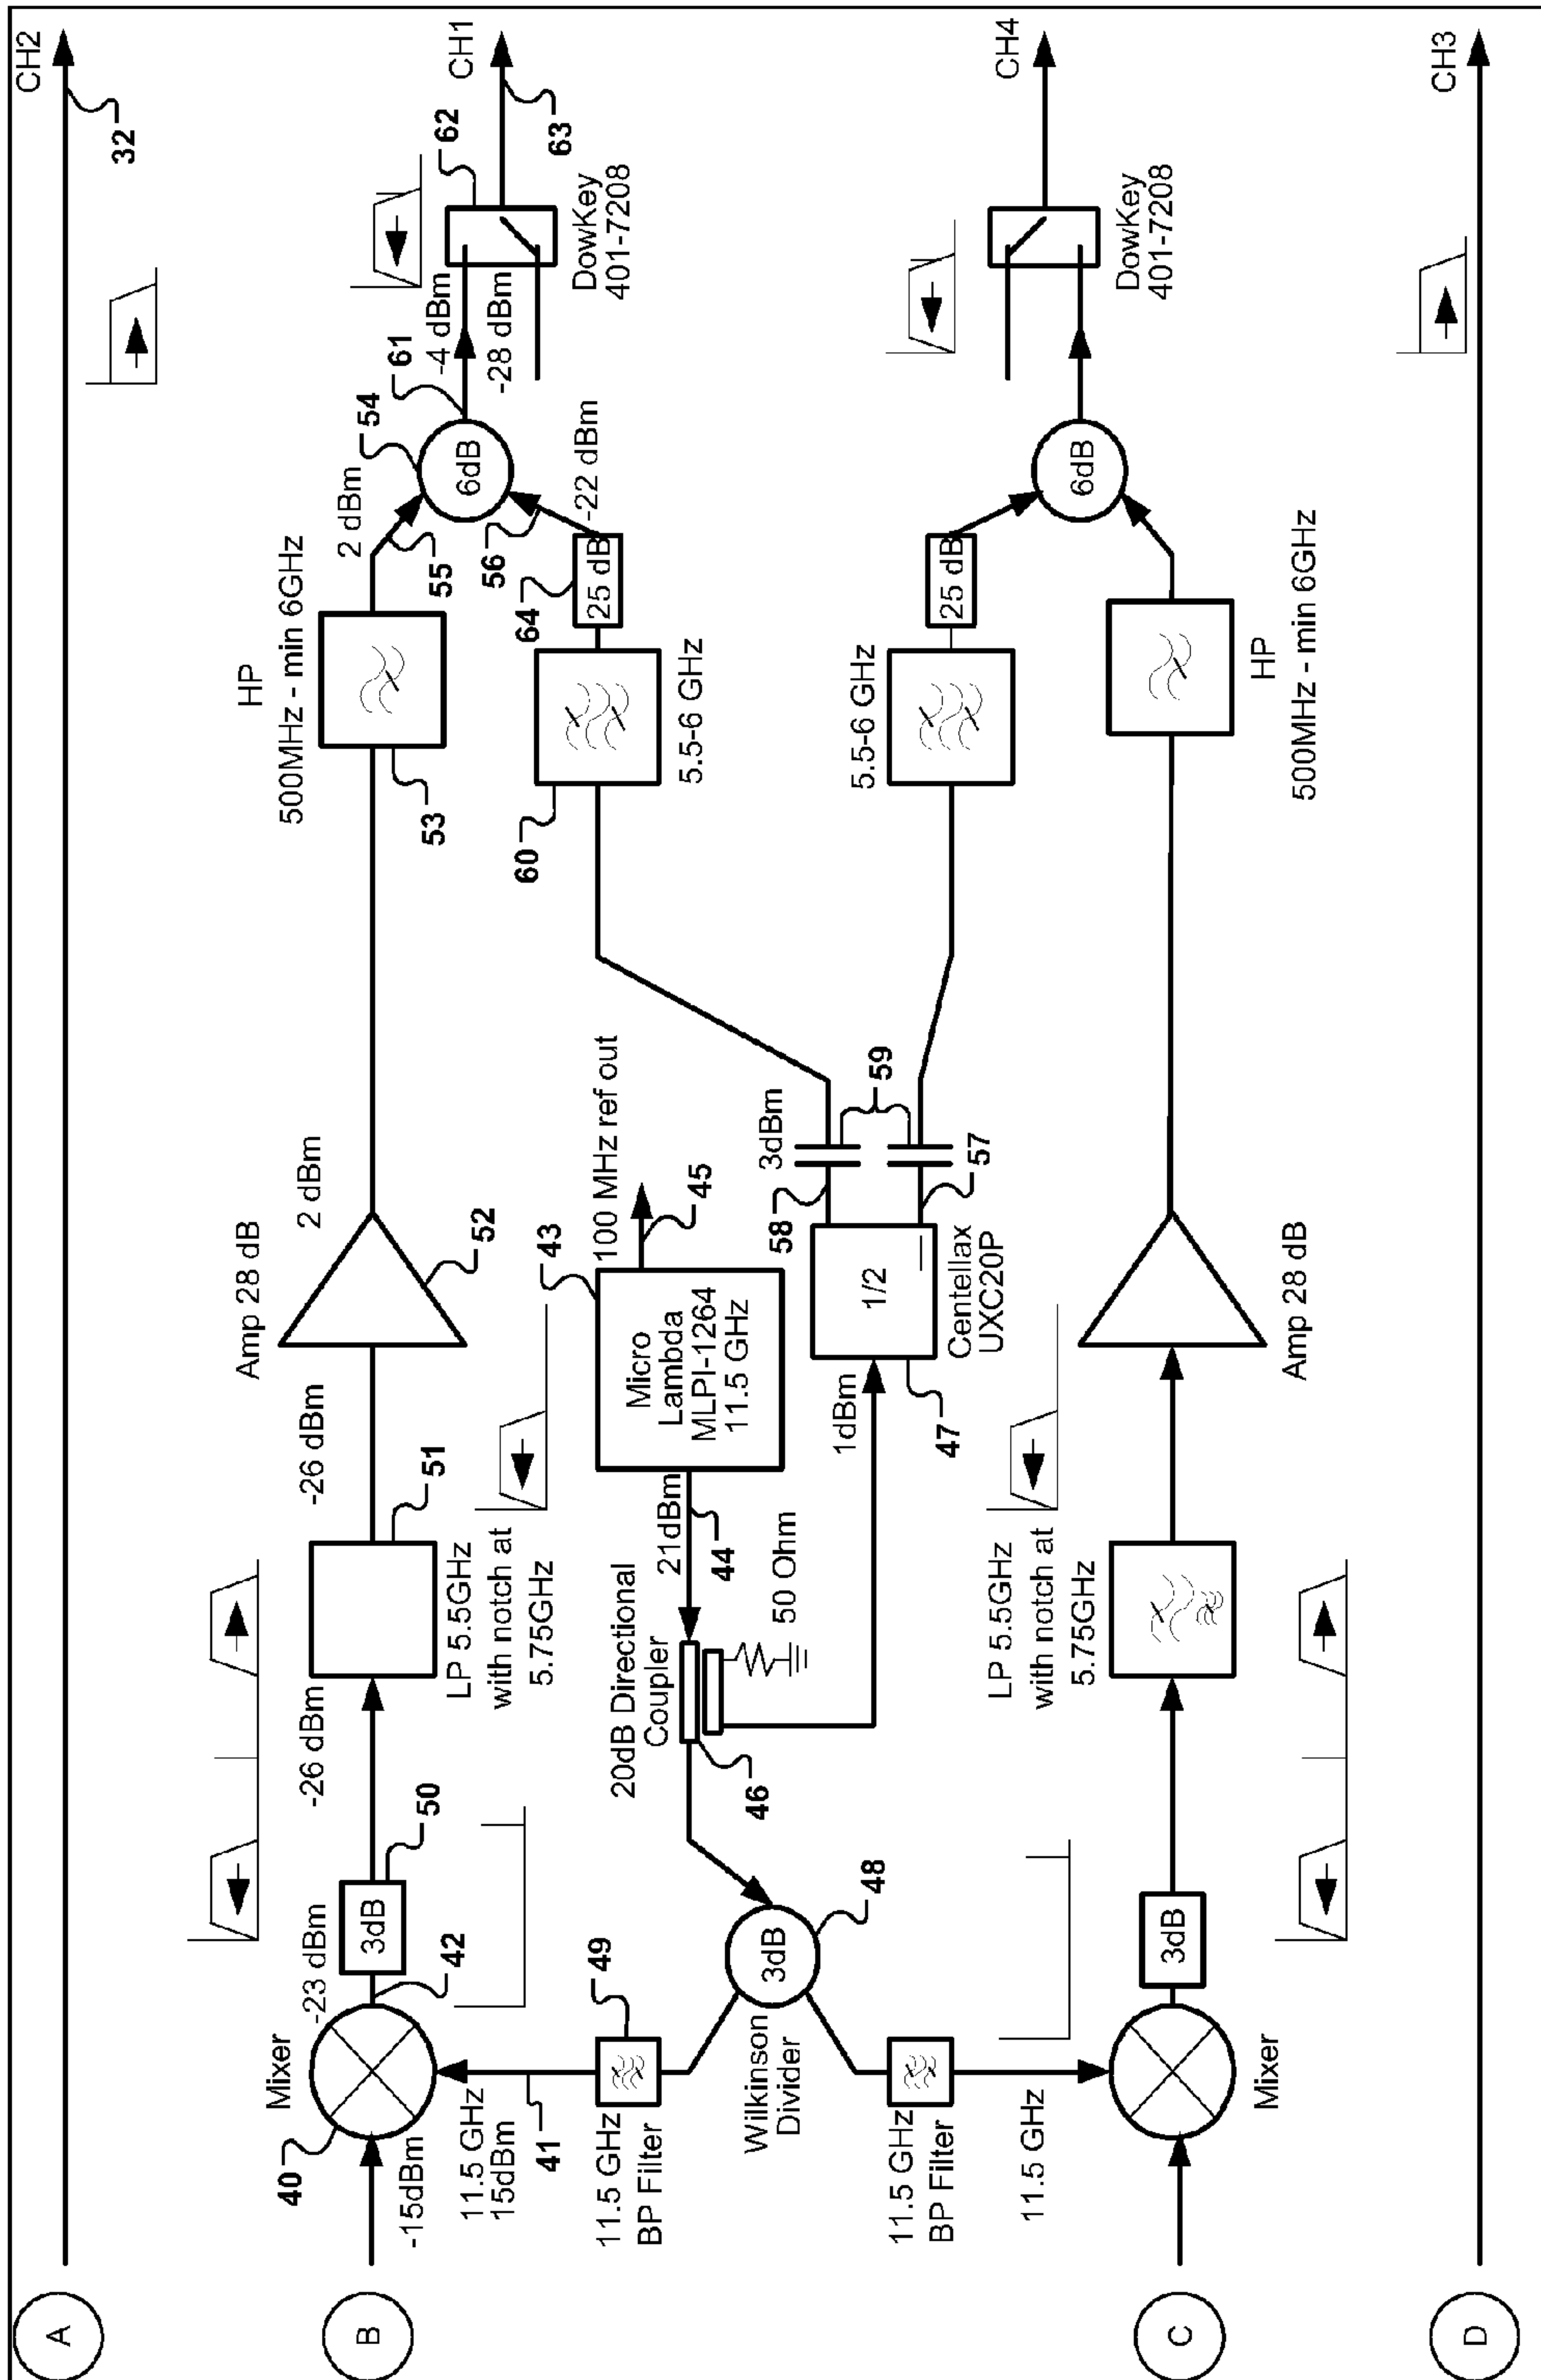 A
CH2
32
B
-15dBm
Mixer
40
11.5 GHz
15dBm
41
-23 dBm
42
3dB
50
-26 dBm
LP 5.5GHz
with notch at
5.75GHz
51
-26 dBm
Amp 28 dB
52
2 dBm
HP
500MHz - min 6GHz
53
2 dBm
55
54
6dB
61
-4 dBm
-28 dBm
62
DowKey
401-7208
CH1
63
56
-22 dBm
25 dB
64
5.5-6 GHz
60
11.5 GHz
BP Filter
49
Wilkinson
Divider
3dB
48
20dB Directional
Coupler
46
50 Ohm
21dBm
44
Micro
Lambda
MLPI-1264
11.5 GHz
43
100 MHz ref out
45
1dBm
47
1/2
Centellax
UXC20P
58
3dBm
57
59
5.5-6 GHz
25 dB
6dB
DowKey
401-7208
CH4
11.5 GHz
BP Filter
11.5 GHz
C
Mixer
3dB
LP 5.5GHz
with notch at
5.75GHz
Amp 28 dB
HP
500MHz - min 6GHz
D
CH3